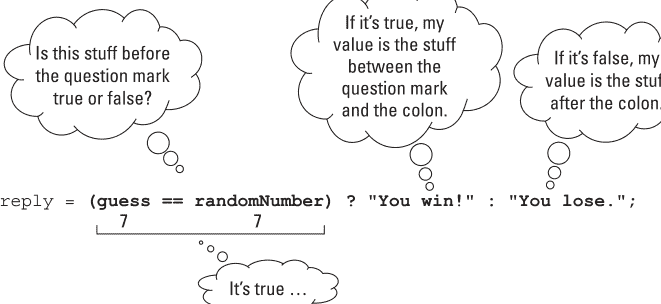 Is this stuff before
the question mark
true or false?
If it's true, my
value is the stuff
between the
question mark
and the colon.
If it's false, my
value is the stuf
after the colon.
reply = (guess == randomNumber) ? "You win!" : "You lose.";
7 7
It's true …